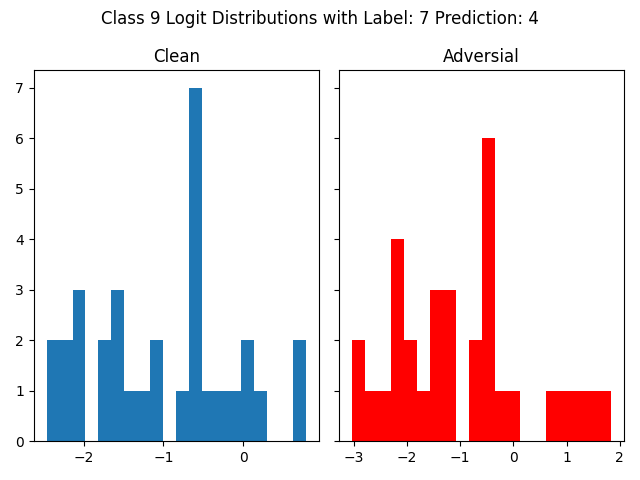 Class 9 Logit Distributions with Label: 7 Prediction: 4
Clean
Adversial
7
6
5
4
3
2
1
0
−2 −1 0
−3 −2 −1 0 1 2